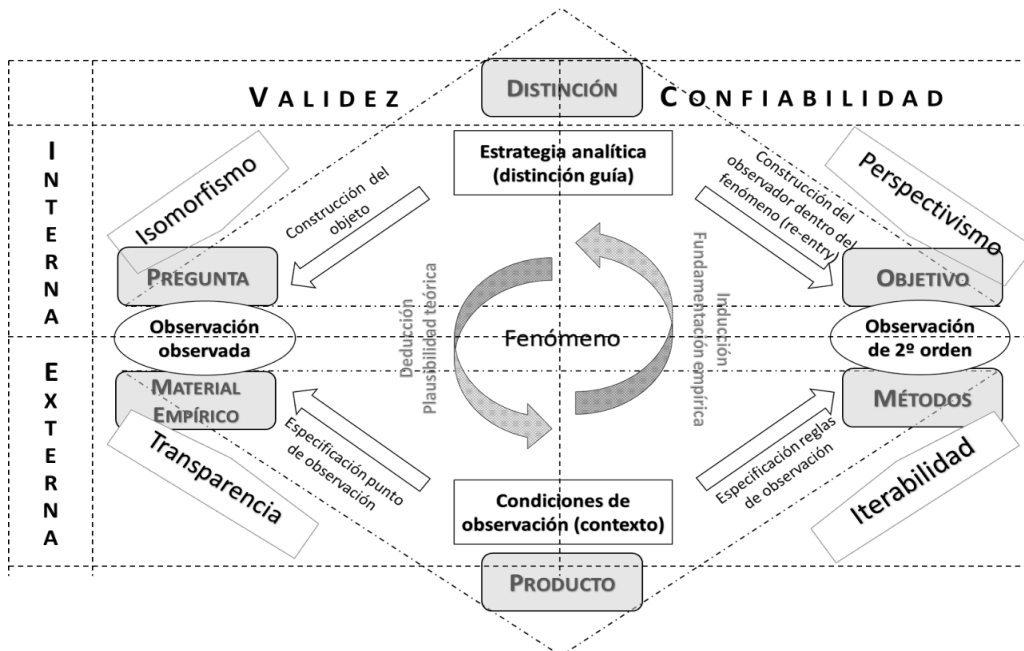 VALIDEZ
DISTINCIÓN
CONFIABILIDAD
INTERNA
Isomorfismo
Construcción del
objeto
Estrategia analítica
(distinción guía)
Construcción del
observador dentro del
fenómeno (re-entry)
Perspectivismo
PREGUNTA
OBJETIVO
Observación
observada
Deducción
Plausibilidad teórica
Fenómeno
Inducción
Fundamentación empírica
Observación
de 2º orden
EXTERNA
MATERIAL
EMPÍRICO
MÉTODOS
Transparencia
Especificación punto
de observación
Condiciones de
observación (contexto)
Especificación reglas
de observación
Iterabilidad
PRODUCTO